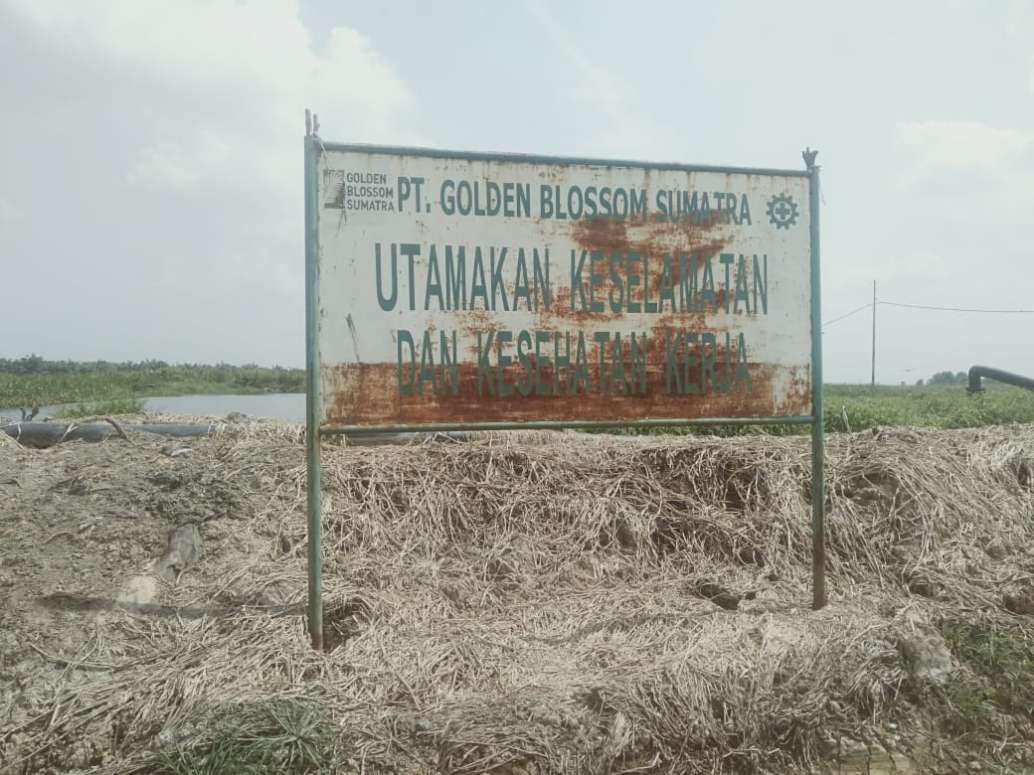 GOLDEN
BLOSSOM
SUMATRA
PT. GOLDEN BLOSSOM SUMATRA
UTAMAKAN KESELAMATAN
DAN KESEHATAN KERJA